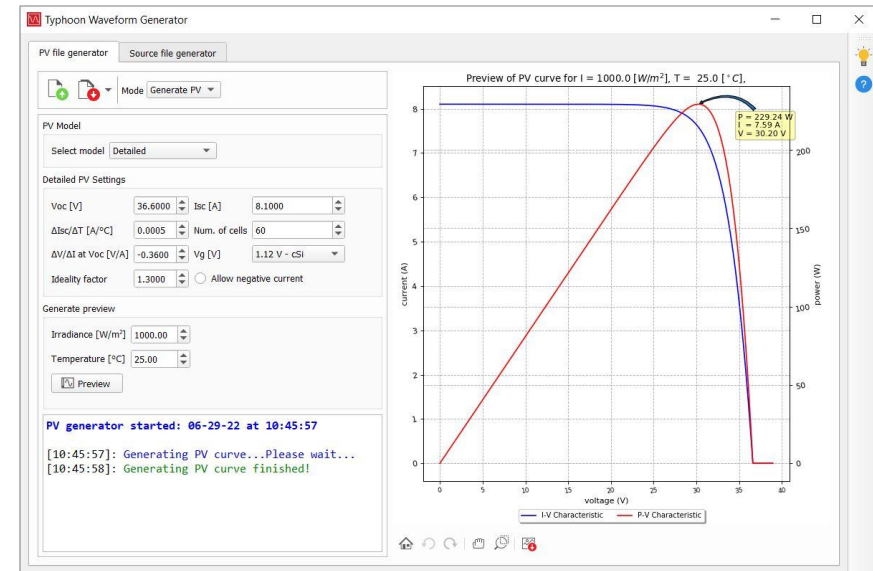 Typhoon Waveform Generator
PV file generator
Source file generator
Mode Generate PV
PV Model
Select model Detailed
Detailed PV Settings
Voc [V] 36.6000 Isc [A] 8.1000
ΔIsc/ΔT [A/°C] 0.0005 Num. of cells 60
ΔV/ΔI at Voc [V/A] -0.3600 Vg [V] 1.12 V - cSi
Ideality factor 1.3000 Allow negative current
Generate preview
Irradiance [W/m²] 1000.00
Temperature [°C] 25.00
Preview
PV generator started: 06-29-22 at 10:45:57
[10:45:57]: Generating PV curve...Please wait...
[10:45:58]: Generating PV curve finished!
Preview of PV curve for I = 1000.0 [W/m²], T = 25.0 [°C],
P = 229.24 W
I = 7.59 A
V = 30.20 V
8
7
6
5
4
3
2
1
0
current (A)
200
150
100
50
0
power (W)
0 5 10 15 20 25 30 35 40
voltage (V)
I-V Characteristic P-V Characteristic